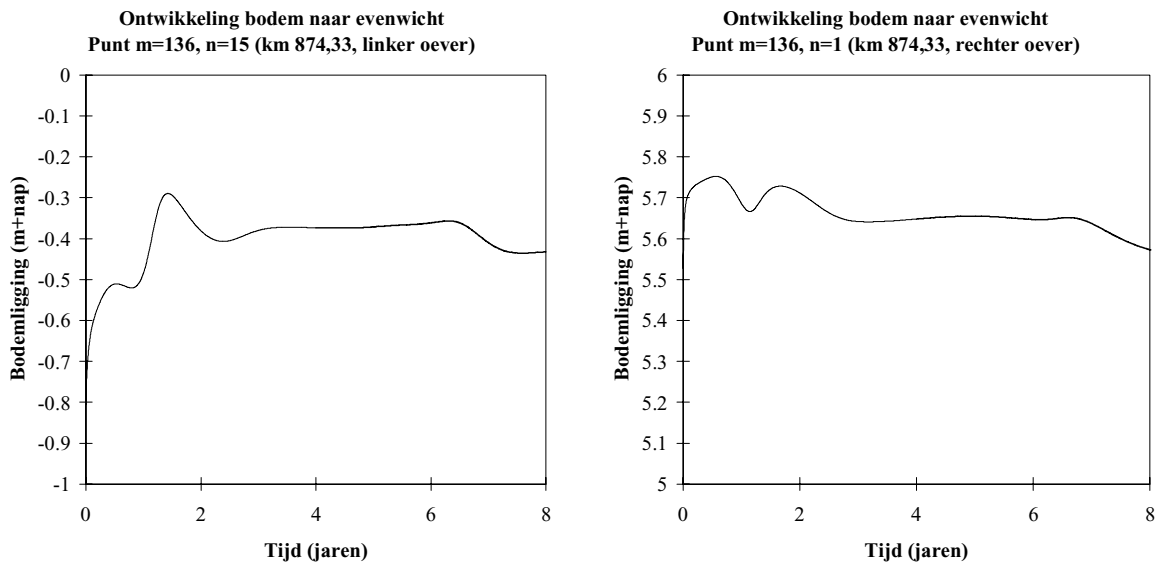 Ontwikkeling bodem naar evenwicht
Punt m=136, n=15 (km 874,33, linker oever)
0
-0.1
-0.2
-0.3
-0.4
-0.5
-0.6
-0.7
-0.8
-0.9
-1
Bodemligging (m+nap)
0 2 4 6 8
Tijd (jaren)
Ontwikkeling bodem naar evenwicht
Punt m=136, n=1 (km 874,33, rechter oever)
6
5.9
5.8
5.7
5.6
5.5
5.4
5.3
5.2
5.1
5
Bodemligging (m+nap)
0 2 4 6 8
Tijd (jaren)